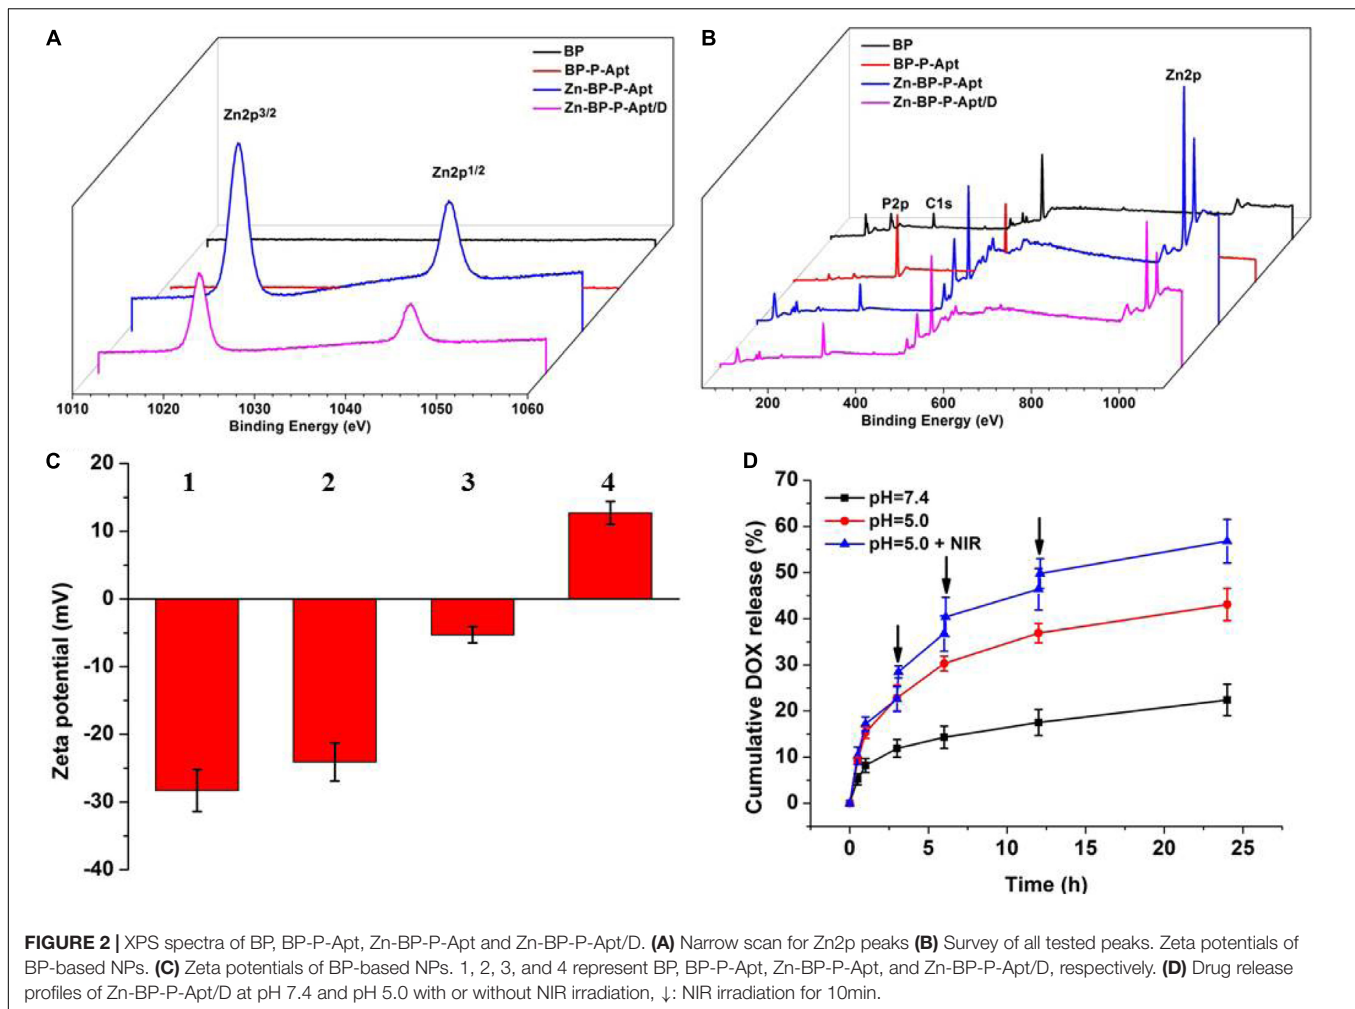 A
BP
BP-P-Apt
Zn-BP-P-Apt
Zn-BP-P-Apt/D
Zn2p3/2
Zn2p1/2
1010 1020 1030 1040 1050 1060
Binding Energy (eV)
B
BP
BP-P-Apt
Zn-BP-P-Apt
Zn-BP-P-Apt/D
Zn2p
P2p C1s
200 400 600 800 1000
Binding Energy (eV)
C
1 2 3 4
20
10
0
-10
-20
-30
-40
Zeta potential (mV)
D
pH=7.4
pH=5.0
pH=5.0 + NIR
70
60
50
40
30
20
10
0
Cumulative DOX release (%)
0 5 10 15 20 25
Time (h)
FIGURE 2 | XPS spectra of BP, BP-P-Apt, Zn-BP-P-Apt and Zn-BP-P-Apt/D. (A) Narrow scan for Zn2p peaks (B) Survey of all tested peaks. Zeta potentials of
BP-based NPs. (C) Zeta potentials of BP-based NPs. 1, 2, 3, and 4 represent BP, BP-P-Apt, Zn-BP-P-Apt, and Zn-BP-P-Apt/D, respectively. (D) Drug release
profiles of Zn-BP-P-Apt/D at pH 7.4 and pH 5.0 with or without NIR irradiation, ↓: NIR irradiation for 10min.